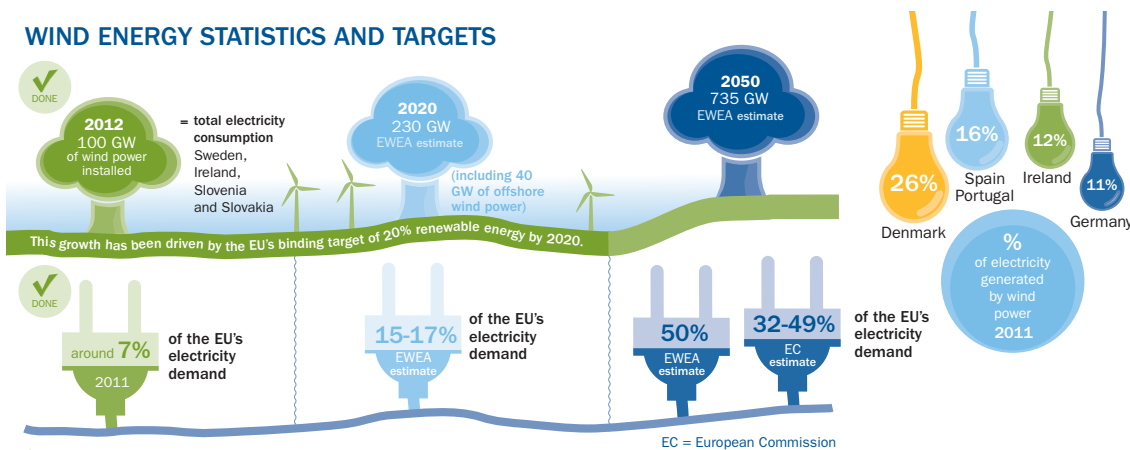 WIND ENERGY STATISTICS AND TARGETS
DONE
2012
100 GW
of wind power
installed
= total electricity
consumption
Sweden,
Ireland,
Slovenia
and Slovakia
2020
230 GW
EWEA estimate
(including 40
GW of offshore
wind power)
2050
735 GW
EWEA estimate
This growth has been driven by the EU's binding target of 20% renewable energy by 2020.
DONE
around 7%
2011
of the EU's
electricity
demand
15-17%
EWEA
estimate
of the EU's
electricity
demand
50%
EWEA
estimate
32-49%
EC
estimate
of the EU's
electricity
demand
EC = European Commission
26%
Denmark
16%
Spain
Portugal
12%
Ireland
11%
Germany
%
of electricity
generated
by wind
power
2011